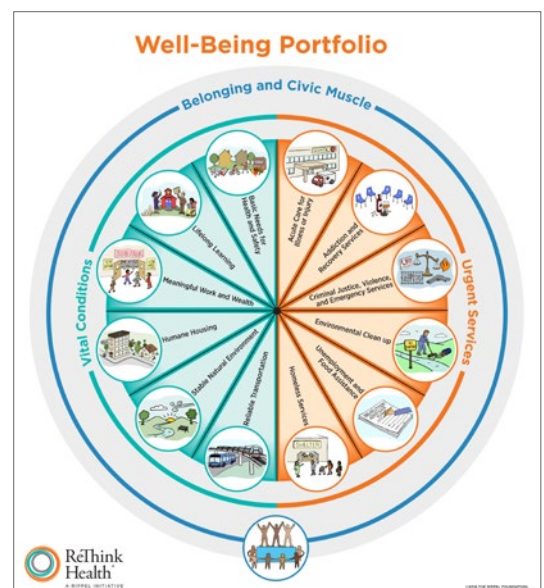 Well-Being Portfolio
Belonging and Civic Muscle
Vital Conditions
Urgent Services
Basic Needs for
Health and Safety
Lifelong Learning
Meaningful Work and Wealth
Humane Housing
Stable Natural Environment
Reliable Transportation
Acute Care for
Illness or Injury
Addiction and
Recovery Services
Criminal Justice, Violence,
and Emergency Services
Environmental Clean up
Unemployment and
Food Assistance
Homeless Services
SHELTER
RéThink
Health
A RIPPEL INITIATIVE